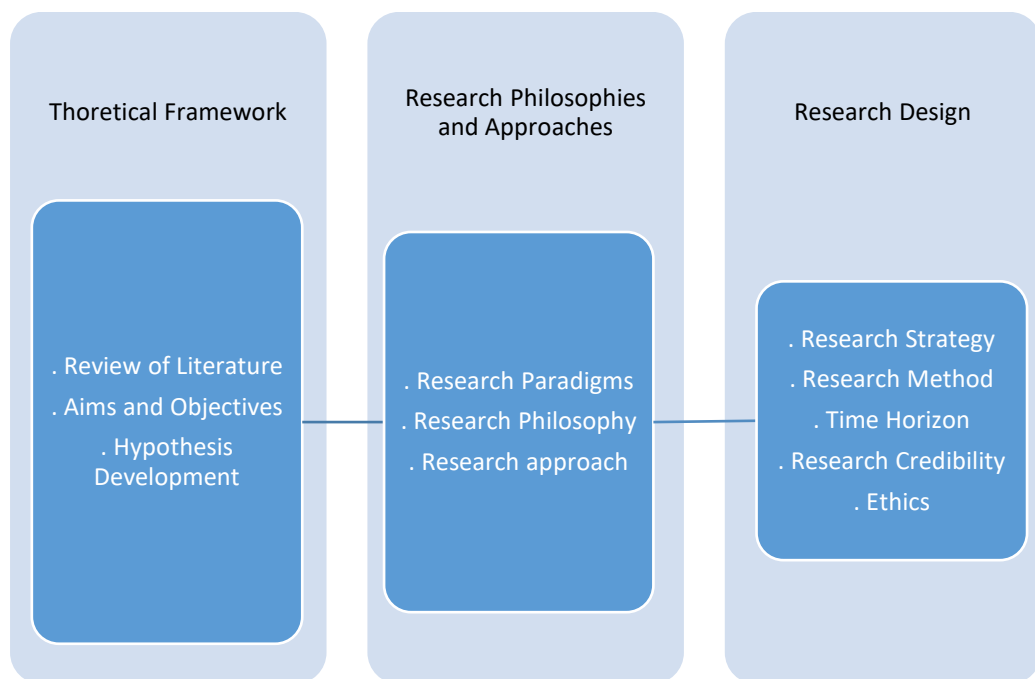 Thoretical Framework
. Review of Literature
. Aims and Objectives
. Hypothesis
Development
Research Philosophies
and Approaches
. Research Paradigms
. Research Philosophy
. Research approach
Research Design
. Research Strategy
. Research Method
. Time Horizon
. Research Credibility
. Ethics